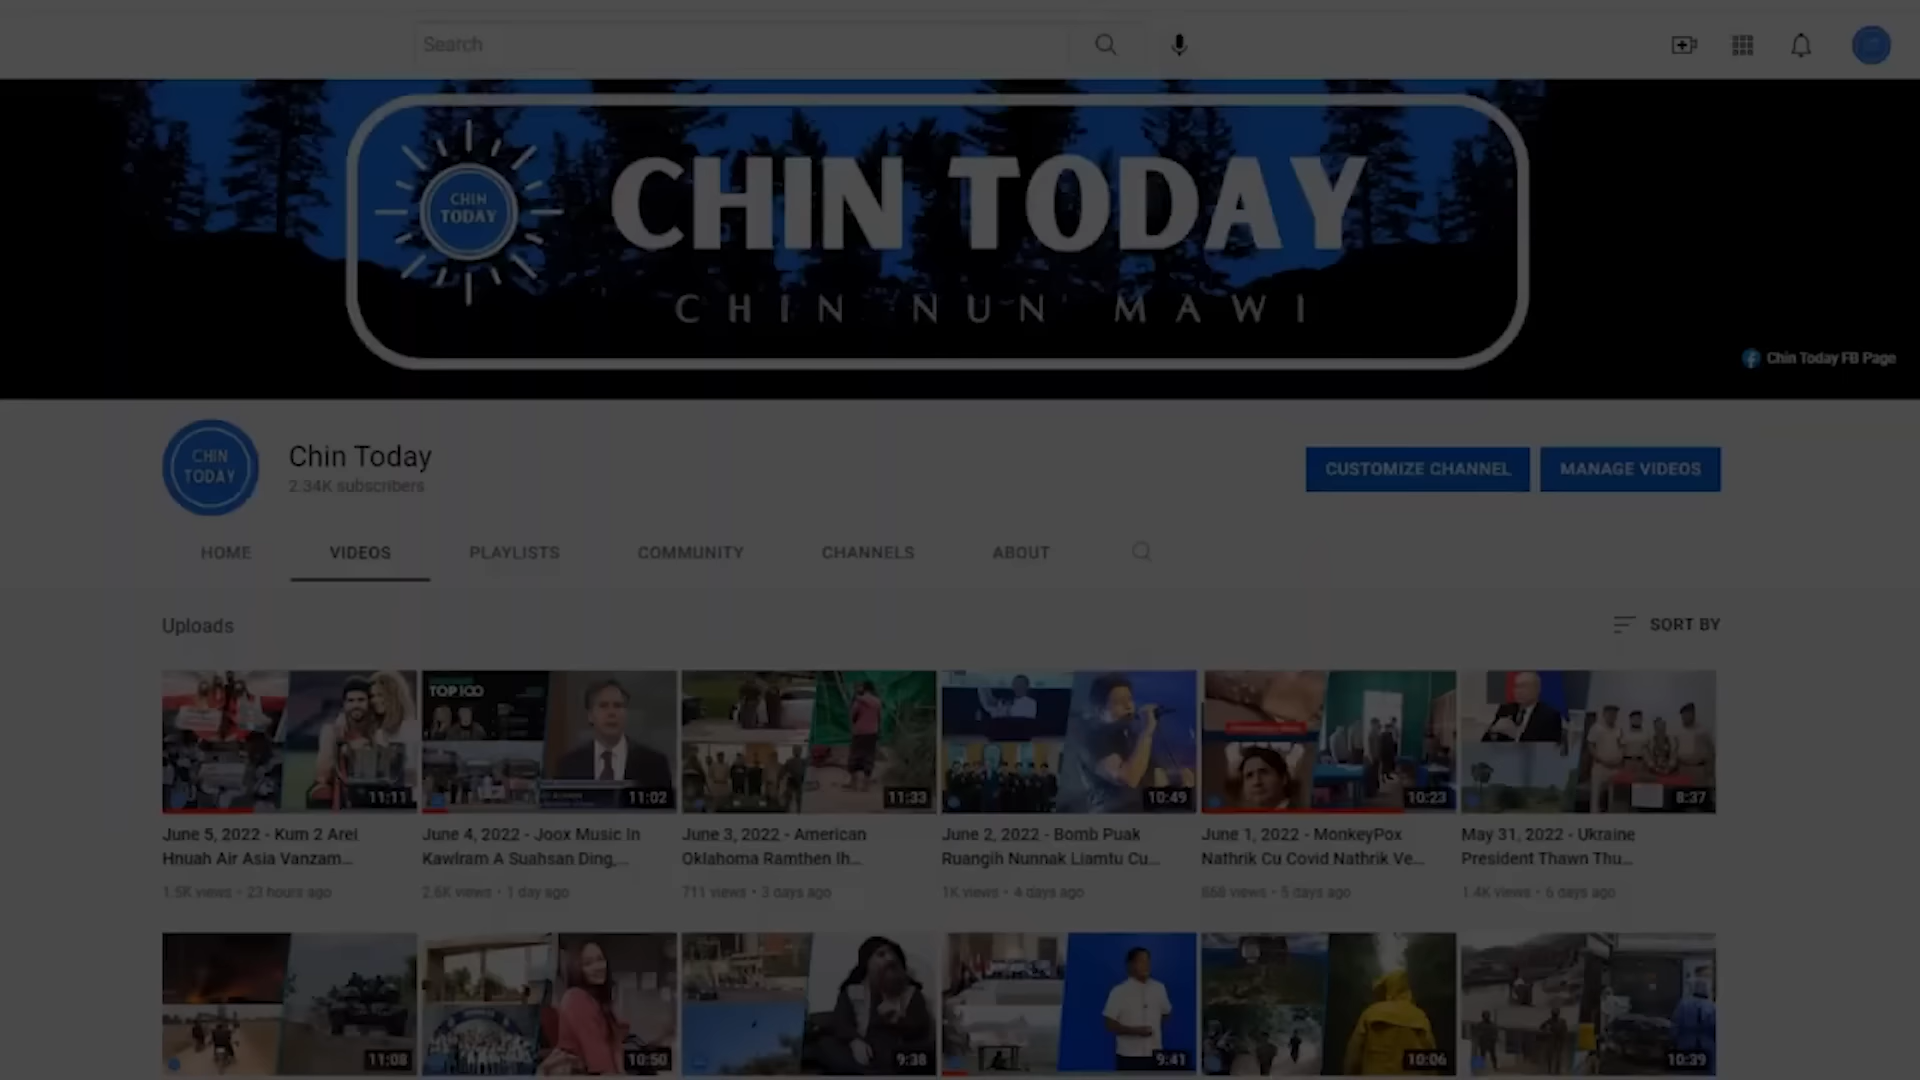 Search
CHIN
TODAY
CHIN TODAY
CHIN NUN MAWI
Chin Today FB Page
CHIN
TODAY
Chin Today
2.34K subscribers
CUSTOMIZE CHANNEL
MANAGE VIDEOS
HOME
VIDEOS
PLAYLISTS
COMMUNITY
CHANNELS
ABOUT
Uploads
SORT BY
TOP 100
11:11
11:02
11:33
10:49
10:23
8:37
June 5, 2022 - Kum 2 Arel
Hnuah Air Asia Vanzam...
1.5K views • 23 hours ago
June 4, 2022 - Joox Music In
Kawlram A Suahsan Ding,...
2.6K views • 1 day ago
June 3, 2022 - American
Oklahoma Ramthen Ih...
711 views • 3 days ago
June 2, 2022 - Bomb Puak
Ruangih Nunnak Liamtu Cu...
1K views • 4 days ago
June 1, 2022 - MonkeyPox
Nathrik Cu Covid Nathrik Ve...
868 views • 5 days ago
May 31, 2022 - Ukraine
President Thawn Thu...
1.4K views • 6 days ago
11:08
10:50
9:38
9:41
10:06
10:39